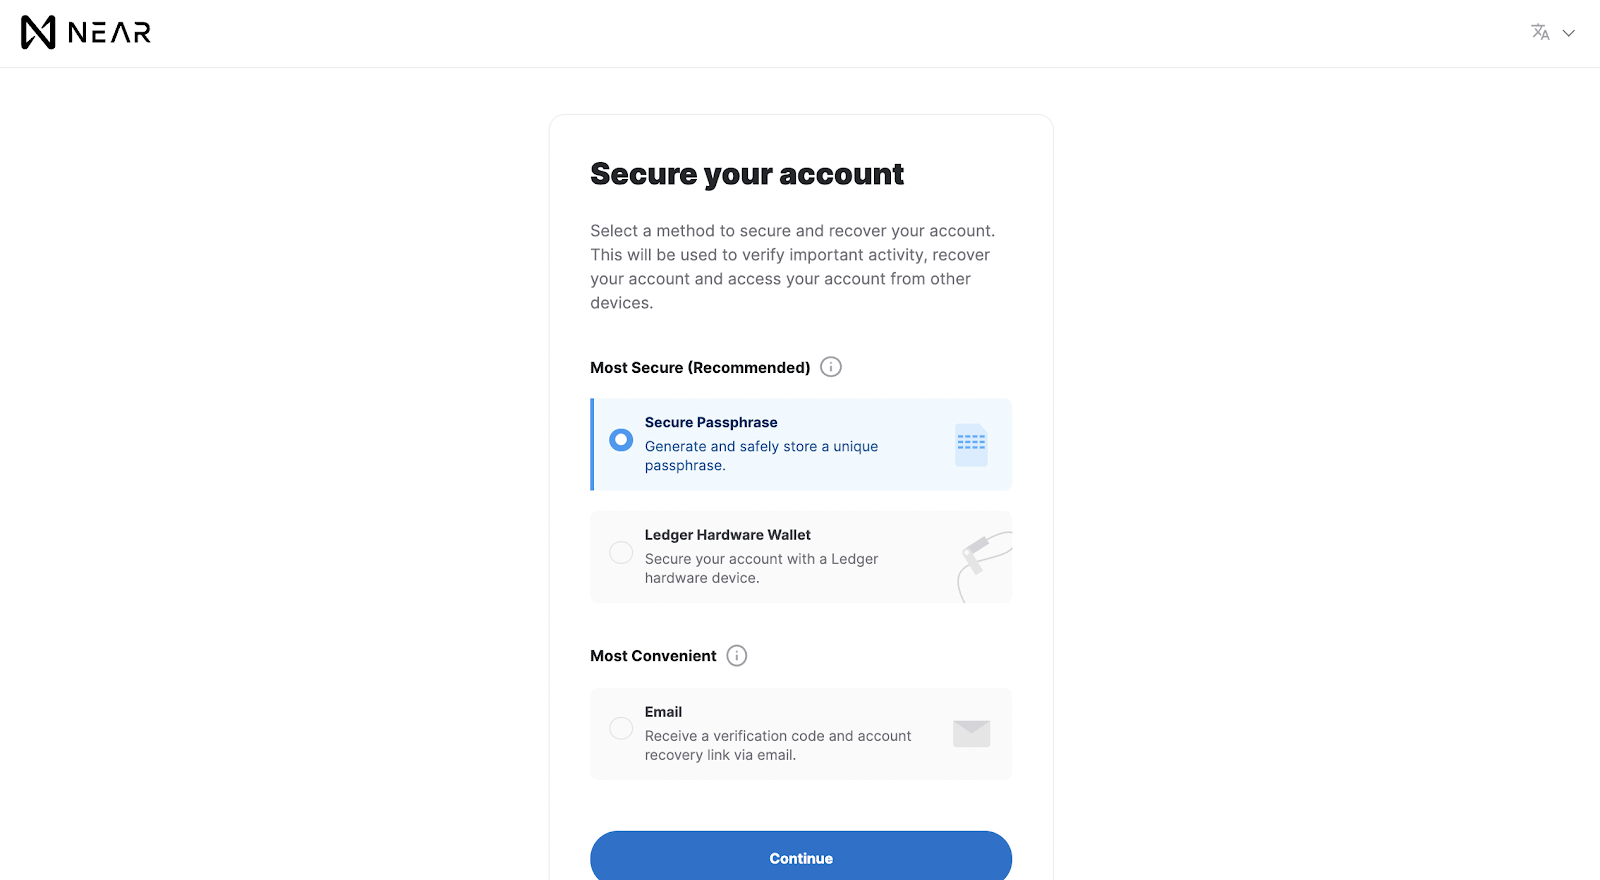 NEAR
Secure your account
Select a method to secure and recover your account.
This will be used to verify important activity, recover
your account and access your account from other
devices.
Most Secure (Recommended)
Secure Passphrase
Generate and safely store a unique
passphrase.
Ledger Hardware Wallet
Secure your account with a Ledger
hardware device.
Most Convenient
Email
Receive a verification code and account
recovery link via email.
Continue